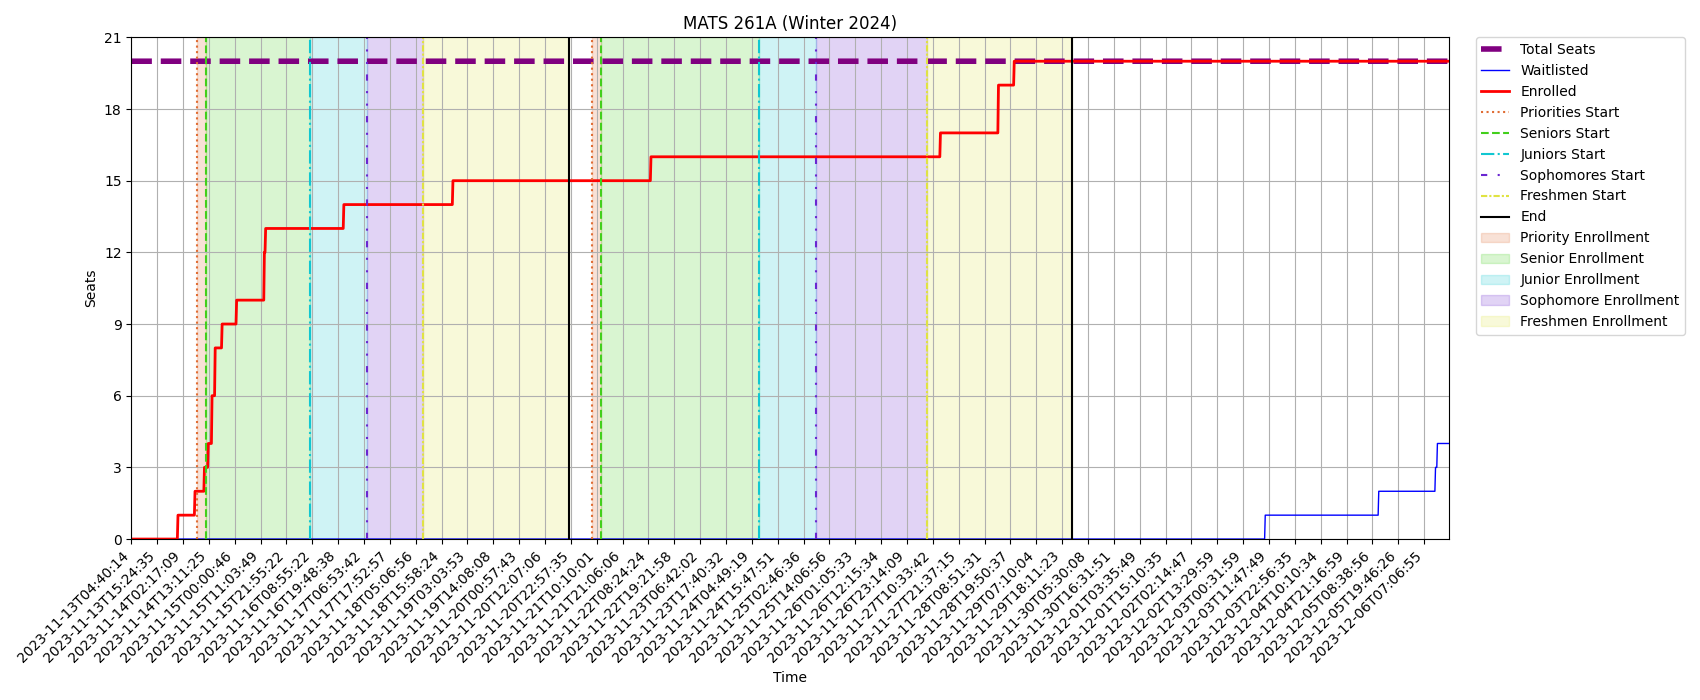 MATS 261A (Winter 2024)
21
18
15
12
9
6
3
0
Seats
2023-11-13T04:40:14
2023-11-13T15:24:35
2023-11-14T02:17:09
2023-11-14T13:11:25
2023-11-15T00:00:46
2023-11-15T11:03:49
2023-11-15T21:55:22
2023-11-16T08:55:22
2023-11-16T19:48:38
2023-11-17T06:53:42
2023-11-17T17:52:57
2023-11-18T05:06:56
2023-11-18T15:58:24
2023-11-19T03:03:53
2023-11-19T14:08:08
2023-11-20T00:57:43
2023-11-20T12:07:06
2023-11-20T22:57:35
2023-11-21T10:10:01
2023-11-21T21:06:06
2023-11-22T08:24:24
2023-11-22T19:21:58
2023-11-23T06:42:02
2023-11-23T17:40:32
2023-11-24T04:49:19
2023-11-24T15:47:51
2023-11-25T02:46:36
2023-11-25T14:06:56
2023-11-26T01:05:33
2023-11-26T12:15:34
2023-11-26T23:14:09
2023-11-27T10:33:42
2023-11-27T21:37:15
2023-11-28T08:51:31
2023-11-28T19:50:37
2023-11-29T07:10:04
2023-11-29T18:11:23
2023-11-30T05:30:08
2023-11-30T16:31:51
2023-12-01T03:35:49
2023-12-01T15:10:35
2023-12-02T02:14:47
2023-12-02T13:29:59
2023-12-03T00:31:59
2023-12-03T11:47:49
2023-12-03T22:56:35
2023-12-04T10:10:34
2023-12-04T21:16:59
2023-12-05T08:38:56
2023-12-05T19:46:26
2023-12-06T07:06:55
Time
Total Seats
Waitlisted
Enrolled
Priorities Start
Seniors Start
Juniors Start
Sophomores Start
Freshmen Start
End
Priority Enrollment
Senior Enrollment
Junior Enrollment
Sophomore Enrollment
Freshmen Enrollment